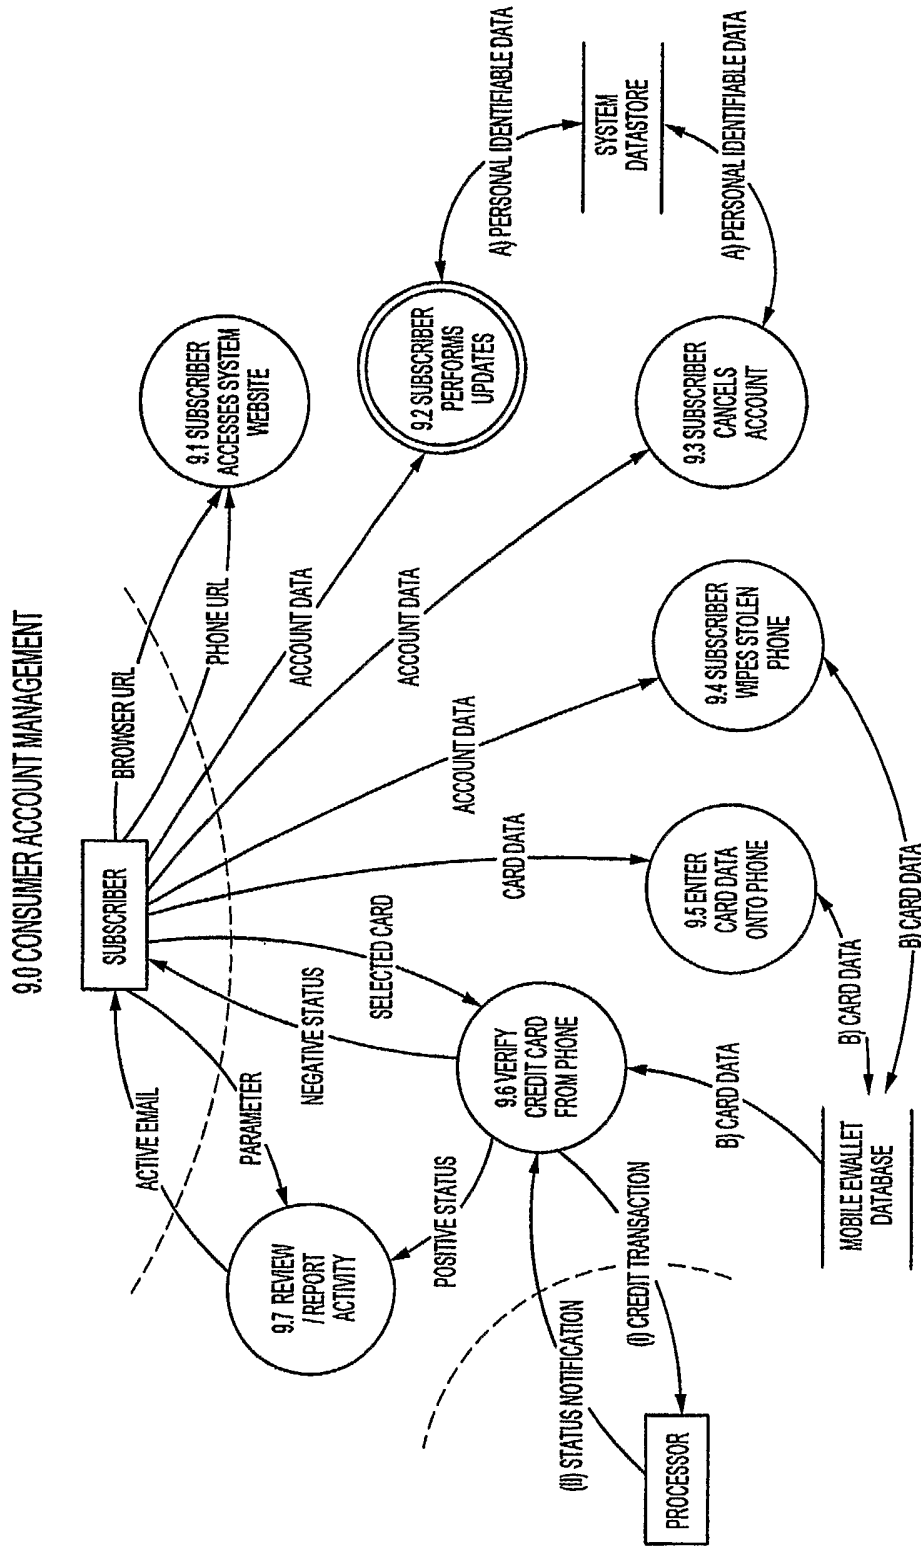 9.0 CONSUMER ACCOUNT MANAGEMENT
SUBSCRIBER
ACTIVE EMAIL
PARAMETER
NEGATIVE STATUS
SELECTED CARD
CARD DATA
ACCOUNT DATA
ACCOUNT DATA
ACCOUNT DATA
PHONE URL
BROWSER URL
9.1 SUBSCRIBER
ACCESSES SYSTEM
WEBSITE
9.2 SUBSCRIBER
PERFORMS
UPDATES
9.3 SUBSCRIBER
CANCELS
ACCOUNT
9.4 SUBSCRIBER
WIPES STOLEN
PHONE
9.5 ENTER
CARD DATA
ONTO PHONE
9.6 VERIFY
CREDIT CARD
FROM PHONE
9.7 REVIEW
/ REPORT
ACTIVITY
POSITIVE STATUS
(II) STATUS NOTIFICATION
(I) CREDIT TRANSACTION
PROCESSOR
B) CARD DATA
B) CARD DATA
B) CARD DATA
MOBILE EWALLET
DATABASE
A) PERSONAL IDENTIFIABLE DATA
SYSTEM
DATASTORE
A) PERSONAL IDENTIFIABLE DATA